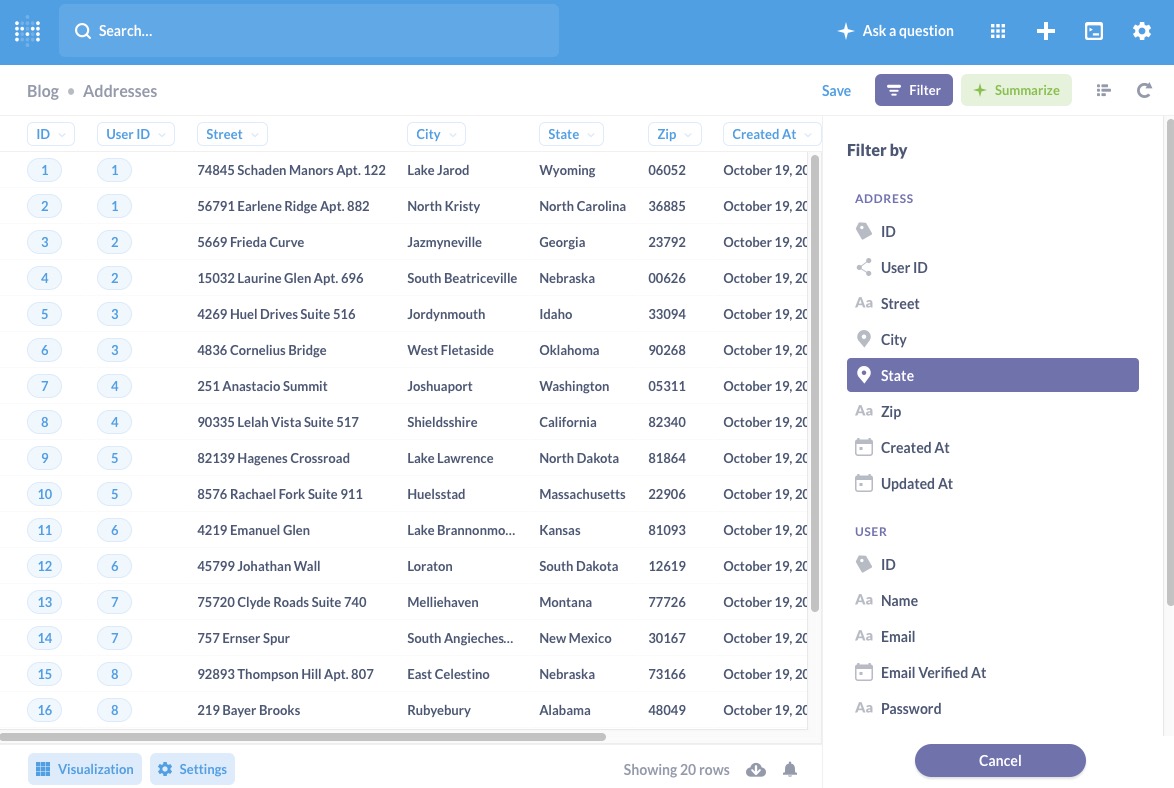 Search...
Ask a question
Blog • Addresses
Save
Filter
Summarize
ID User ID Street City State Zip Created At
1 1 74845 Schaden Manors Apt. 122 Lake Jarod Wyoming 06052 October 19, 20
2 1 56791 Earlene Ridge Apt. 882 North Kristy North Carolina 36885 October 19, 20
3 2 5669 Frieda Curve Jazmyneville Georgia 23792 October 19, 20
4 2 15032 Laurine Glen Apt. 696 South Beatriceville Nebraska 00626 October 19, 20
5 3 4269 Huel Drives Suite 516 Jordynmouth Idaho 33094 October 19, 20
6 3 4836 Cornelius Bridge West Fletaside Oklahoma 90268 October 19, 20
7 4 251 Anastacio Summit Joshuaport Washington 05311 October 19, 20
8 4 90335 Lelah Vista Suite 517 Shieldsshire California 82340 October 19, 20
9 5 82139 Hagenes Crossroad Lake Lawrence North Dakota 81864 October 19, 20
10 5 8576 Rachael Fork Suite 911 Huelsstad Massachusetts 22906 October 19, 20
11 6 4219 Emanuel Glen Lake Brannonmo... Kansas 81093 October 19, 20
12 6 45799 Johathan Wall Loraton South Dakota 12619 October 19, 20
13 7 75720 Clyde Roads Suite 740 Melliehaven Montana 77726 October 19, 20
14 7 757 Ernser Spur South Angieches... New Mexico 30167 October 19, 20
15 8 92893 Thompson Hill Apt. 807 East Celestino Nebraska 73166 October 19, 20
16 8 219 Bayer Brooks Rubyebury Alabama 48049 October 19, 20
Visualization
Settings
Showing 20 rows
Filter by
ADDRESS
ID
User ID
Aa Street
City
State
Aa Zip
Created At
Updated At
USER
ID
Aa Name
Aa Email
Email Verified At
Aa Password
Cancel